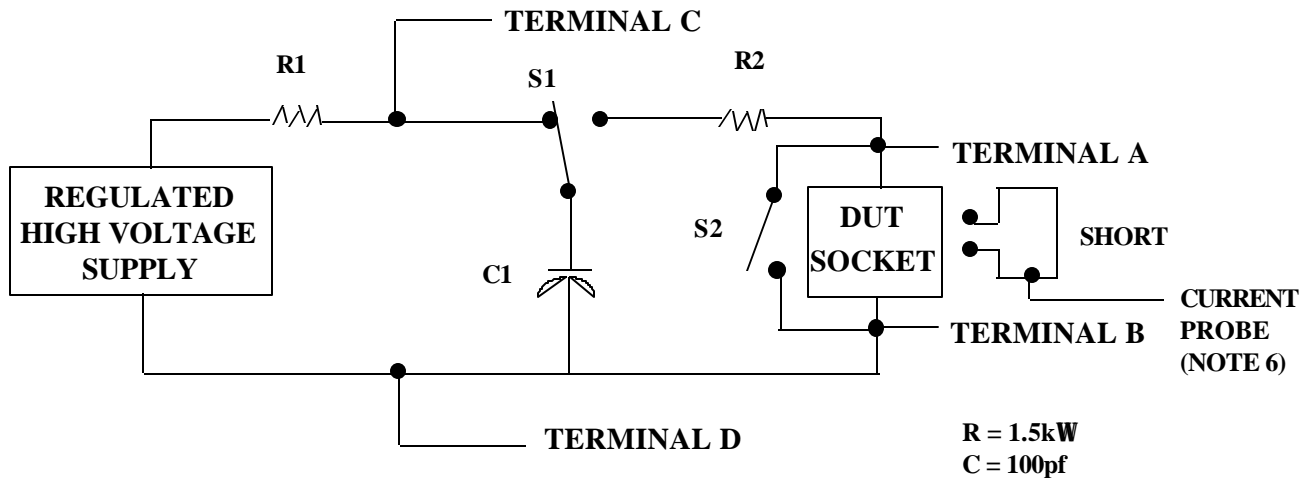 TERMINAL C
R1
S1
R2
TERMINAL A
REGULATED
HIGH VOLTAGE
SUPPLY
S2
DUT
SOCKET
SHORT
C1
CURRENT
PROBE
(NOTE 6)
TERMINAL B
TERMINAL D
R = 1.5kW
C = 100pf